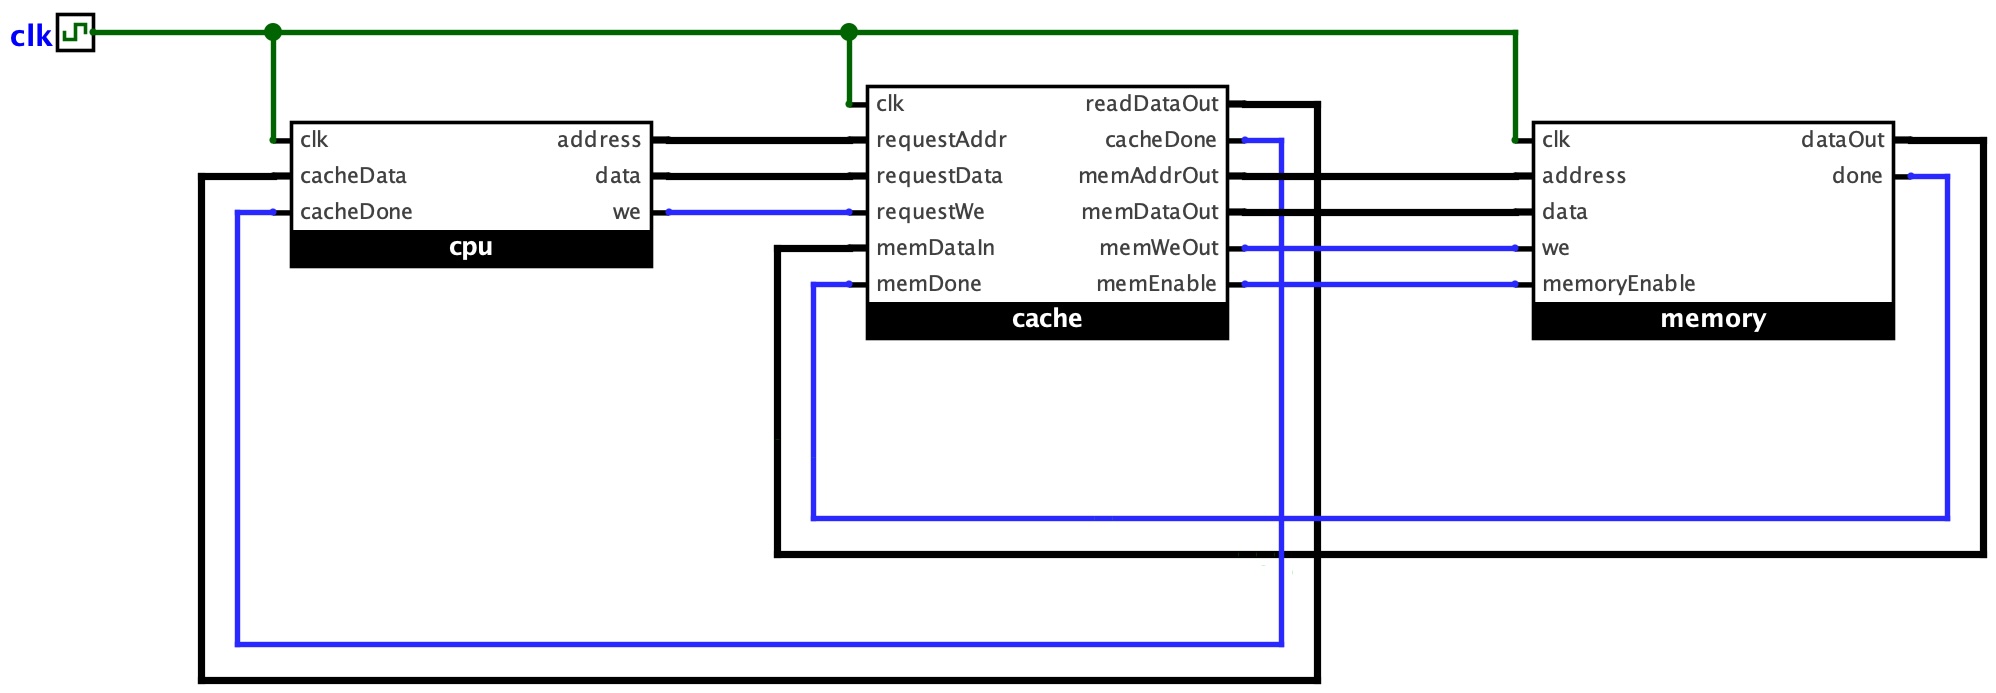 clk
clk address
cacheData data
cacheDone we
cpu
clk readDataOut
requestAddr cacheDone
requestData memAddrOut
requestWe memDataOut
memDataIn memWeOut
memDone memEnable
cache
clk dataOut
address done
data
we
memoryEnable
memory